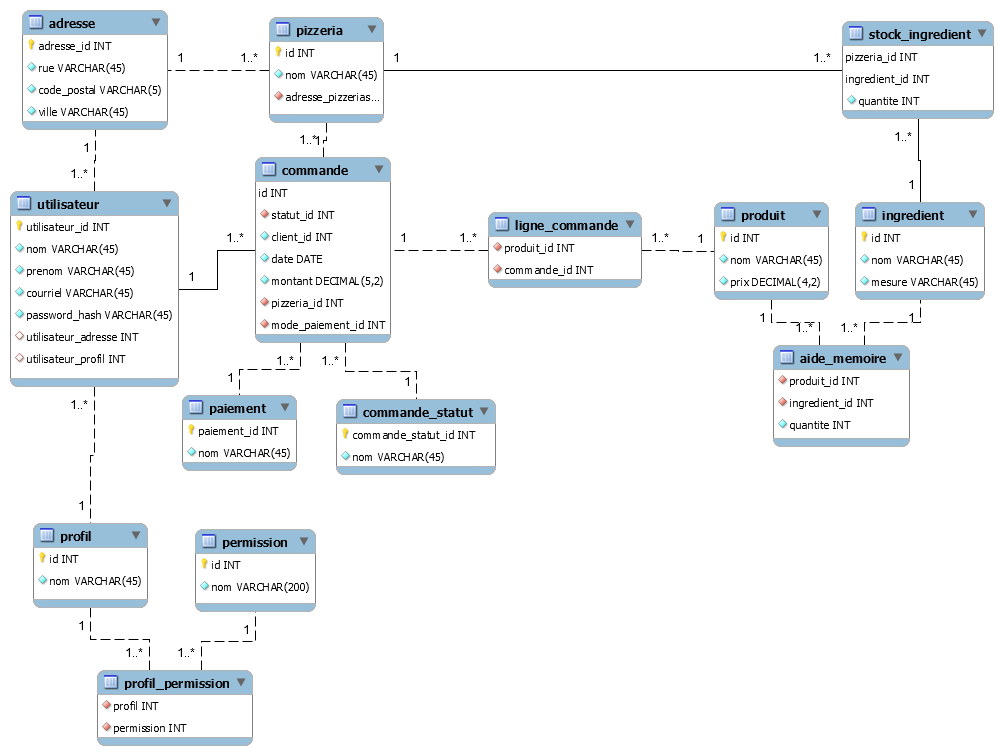 adresse
adresse_id INT
rue VARCHAR(45)
code_postal VARCHAR(5)
ville VARCHAR(45)
1
1..*
pizzeria
id INT
nom VARCHAR(45)
adresse_pizzerias...
1
1..*
stock_ingredient
pizzeria_id INT
ingredient_id INT
quantite INT
1
1..*
1..*
1
1..*
1
utilisateur
utilisateur_id INT
nom VARCHAR(45)
prenom VARCHAR(45)
courriel VARCHAR(45)
password_hash VARCHAR(45)
utilisateur_adresse INT
utilisateur_profil INT
1
1..*
commande
id INT
statut_id INT
client_id INT
date DATE
montant DECIMAL(5,2)
pizzeria_id INT
mode_paiement_id INT
1
1..*
ligne_commande
produit_id INT
commande_id INT
1..*
1
produit
id INT
nom VARCHAR(45)
prix DECIMAL(4,2)
ingredient
id INT
nom VARCHAR(45)
mesure VARCHAR(45)
1
1..*
1..*
1
aide_memoire
produit_id INT
ingredient_id INT
quantite INT
1..*
1
1..*
1
paiement
paiement_id INT
nom VARCHAR(45)
commande_statut
commande_statut_id INT
nom VARCHAR(45)
1..*
1
profil
id INT
nom VARCHAR(45)
permission
id INT
nom VARCHAR(200)
1
1..*
1
1..*
profil_permission
profil INT
permission INT